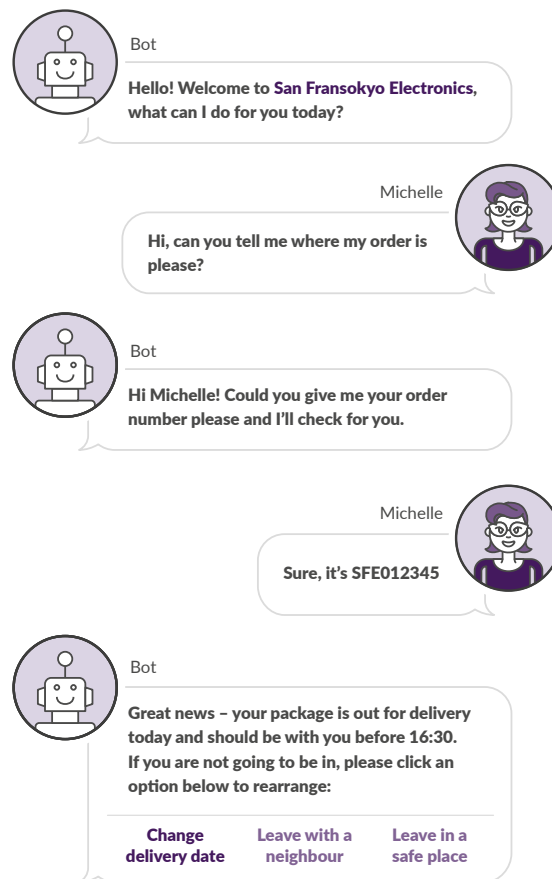 Bot
Hello! Welcome to San Fransokyo Electronics,
what can I do for you today?
Michelle
Hi, can you tell me where my order is
please?
Bot
Hi Michelle! Could you give me your order
number please and I’ll check for you.
Michelle
Sure, it’s SFE012345
Bot
Great news – your package is out for delivery
today and should be with you before 16:30.
If you are not going to be in, please click an
option below to rearrange:
Change
delivery date
Leave with a
neighbour
Leave in a
safe place